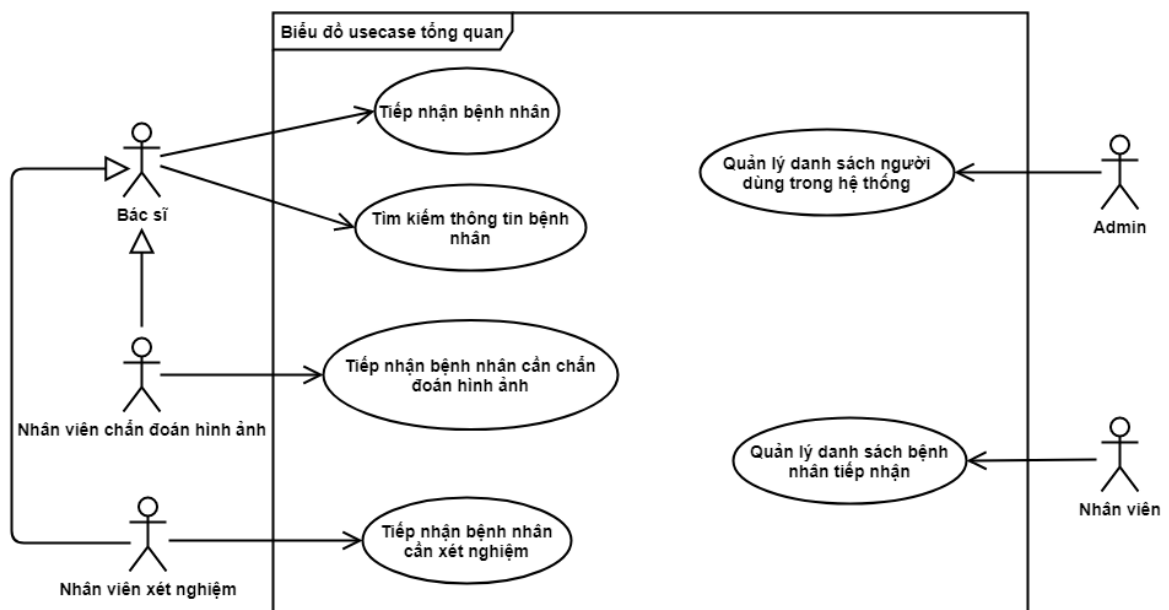 Biểu đồ usecase tổng quan
Tiếp nhận bệnh nhân
Quản lý danh sách người
dùng trong hệ thống
Bác sĩ
Tìm kiếm thông tin bệnh
nhân
Admin
Tiếp nhận bệnh nhân cần chẩn
đoán hình ảnh
Nhân viên chẩn đoán hình ảnh
Quản lý danh sách bệnh
nhân tiếp nhận
Nhân viên
Tiếp nhận bệnh nhân
cần xét nghiệm
Nhân viên xét nghiệm